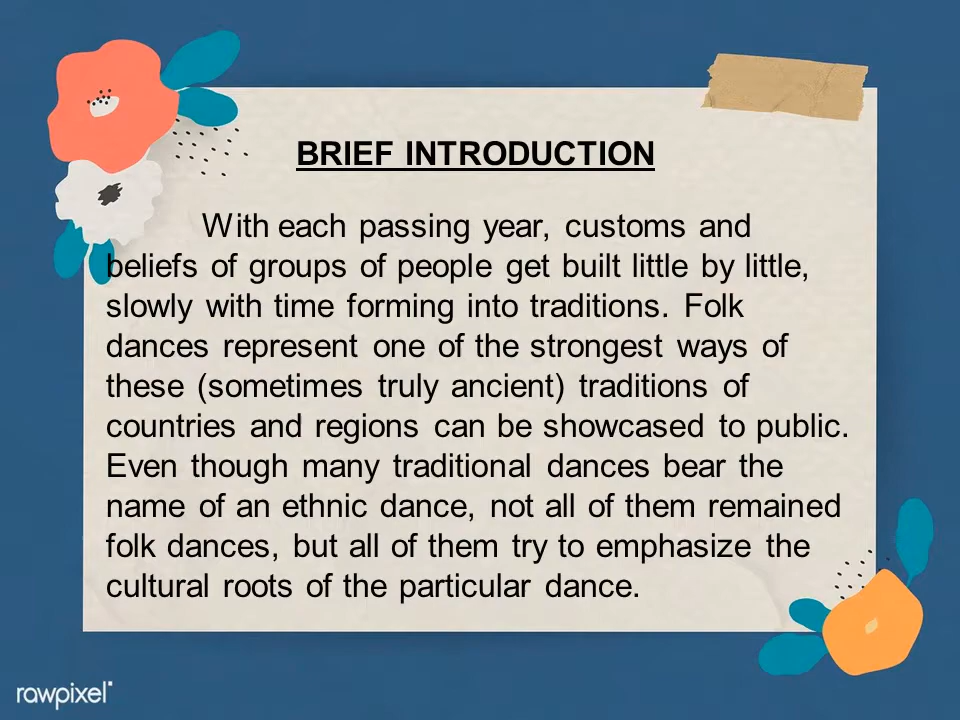 BRIEF INTRODUCTION
With each passing year, customs and
beliefs of groups of people get built little by little,
slowly with time forming into traditions. Folk
dances represent one of the strongest ways of
these (sometimes truly ancient) traditions of
countries and regions can be showcased to public.
Even though many traditional dances bear the
name of an ethnic dance, not all of them remained
folk dances, but all of them try to emphasize the
cultural roots of the particular dance.
rawpixel